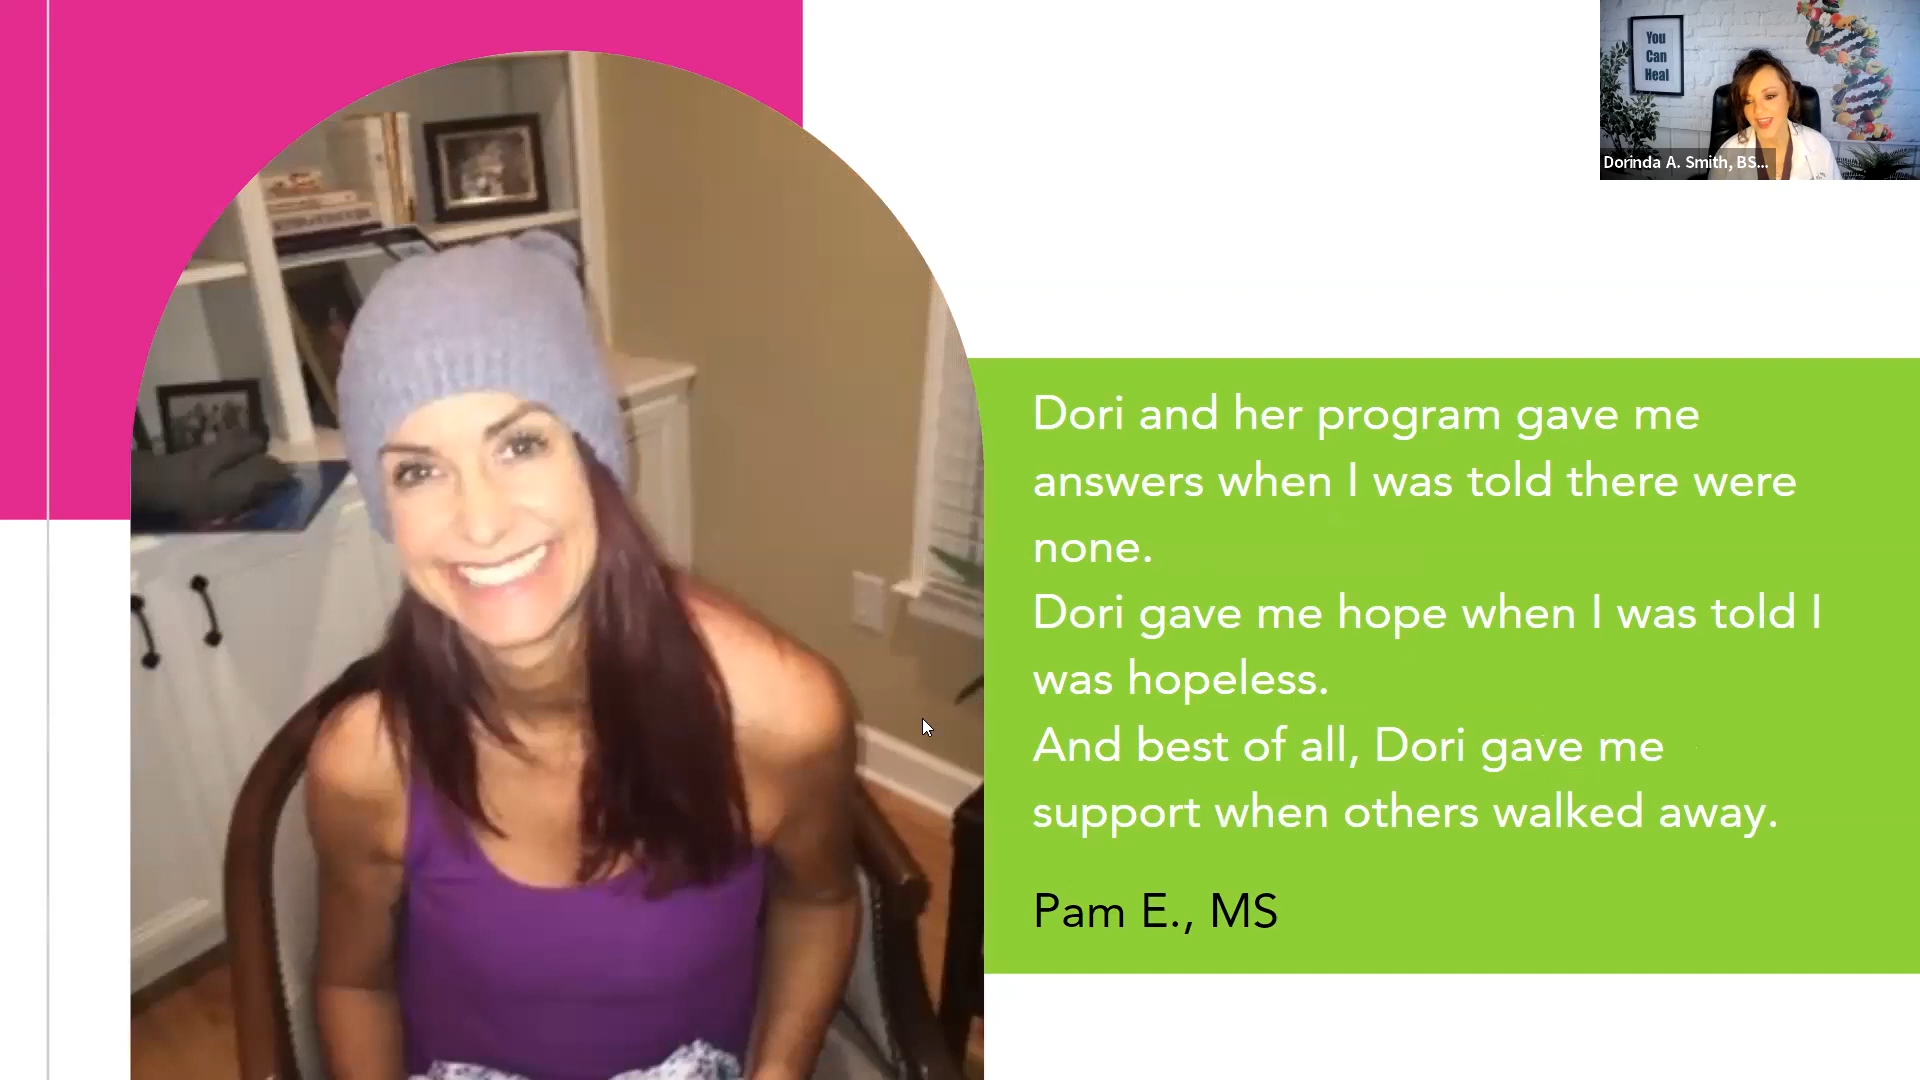 You
Can
Heal
Dorinda A. Smith, BS...
Dori and her program gave me
answers when I was told there were
none.
Dori gave me hope when I was told I
was hopeless.
And best of all, Dori gave me
support when others walked away.
Pam E., MS